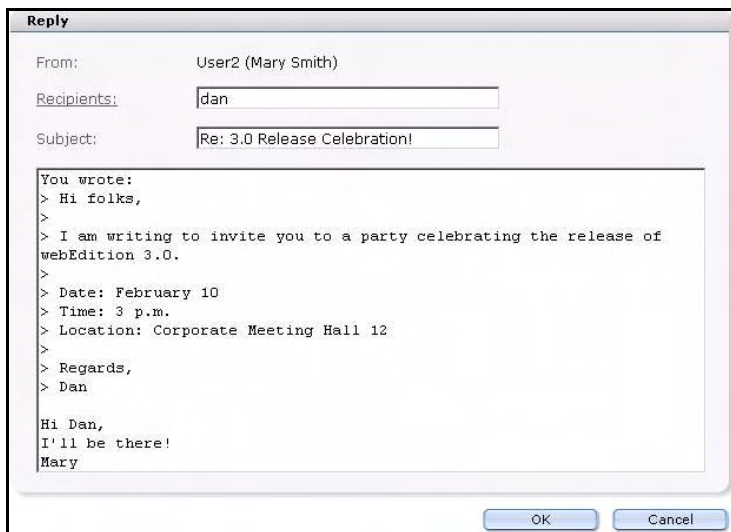 Reply
From: User2 (Mary Smith)
Recipients: dan
Subject: Re: 3.0 Release Celebration!
You wrote:
> Hi folks,
>
> I am writing to invite you to a party celebrating the release of
webEdition 3.0.
>
> Date: February 10
> Time: 3 p.m.
> Location: Corporate Meeting Hall 12
>
> Regards,
> Dan
Hi Dan,
I'll be there!
Mary
OK Cancel